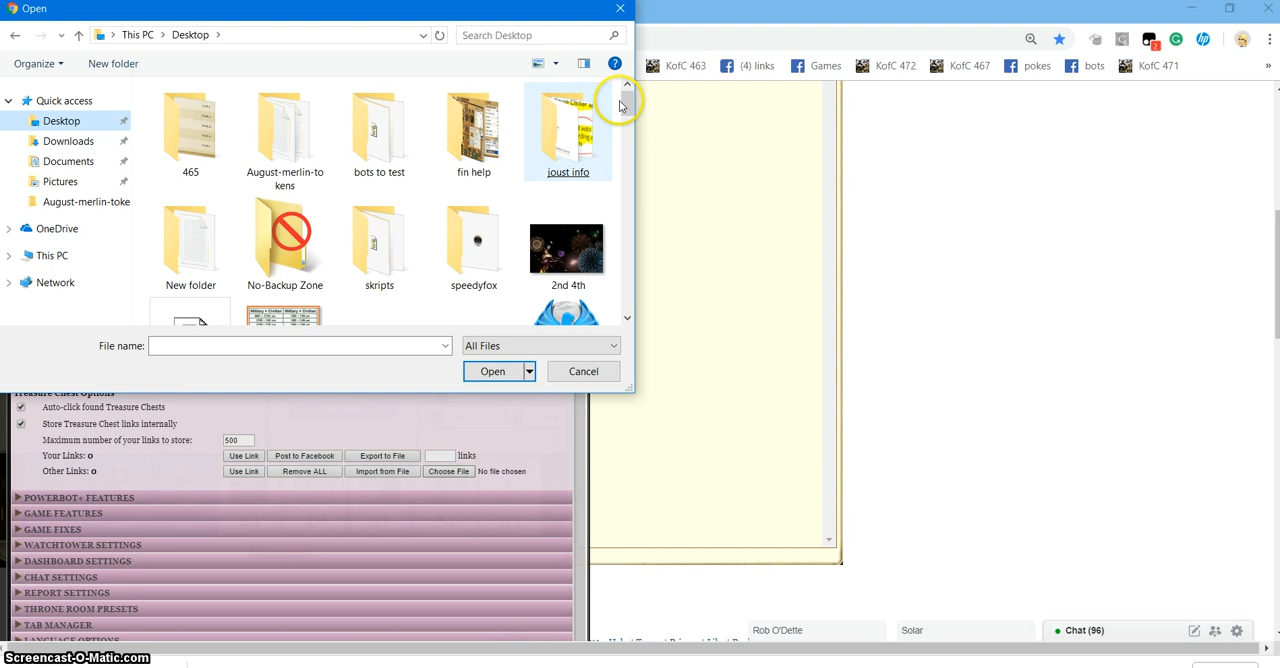 Open
This PC > Desktop >
Search Desktop
Organize
New folder
Quick access
Desktop
Downloads
Documents
Pictures
August-merlin-toke
OneDrive
This PC
Network
465
August-merlin-to
kens
bots to test
fin help
joust info
New folder
No-Backup Zone
skripts
speedyfox
2nd 4th
File name:
All Files
Open
Cancel
2
KofC 463
(4) links
Games
KofC 472
KofC 467
pokes
bots
KofC 471
»
Treasure Chest Options
Auto-click found Treasure Chests
Store Treasure Chest links internally
Maximum number of your links to store: 500
Your Links: 0 Use Link Post to Facebook Export to File links
Other Links: 0 Use Link Remove ALL Import from File Choose File No file chosen
POWERBOT+ FEATURES
GAME FEATURES
GAME FIXES
WATCHTOWER SETTINGS
DASHBOARD SETTINGS
CHAT SETTINGS
REPORT SETTINGS
THRONE ROOM PRESETS
TAB MANAGER
LANGUAGE OPTIONS
Rob O'Dette
Solar
Chat (96)
Screencast-O-Matic.com